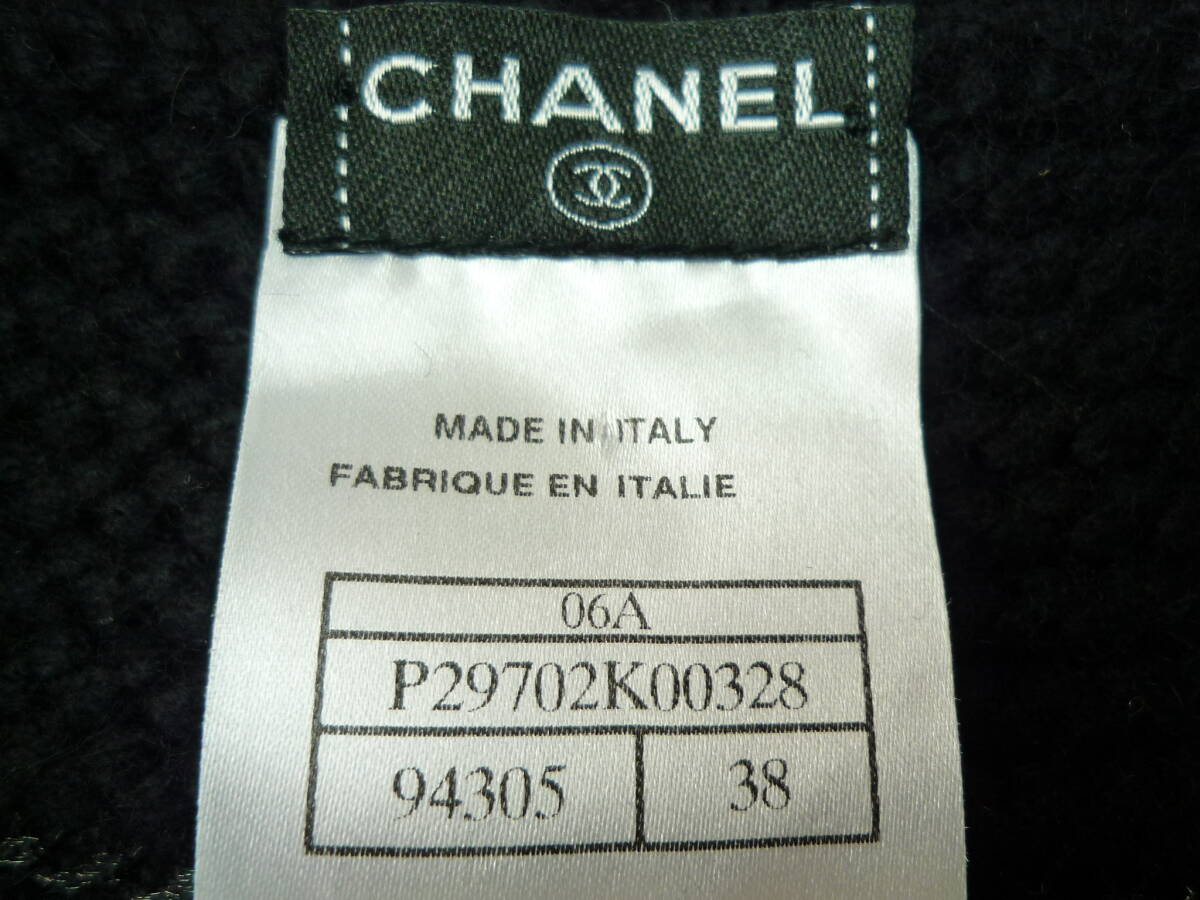 CHANEL
MADE IN ITALY
FABRIQUE EN ITALIE
06A
P29702K00328
94305 38